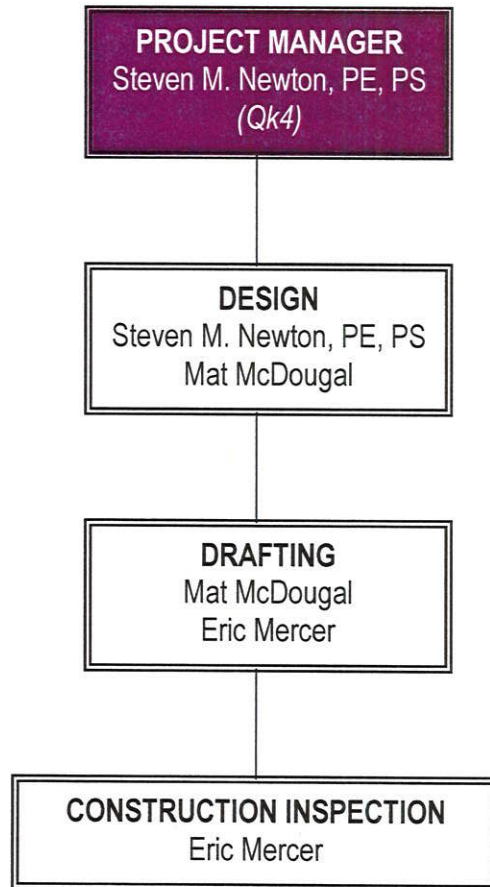 PROJECT MANAGER
Steven M. Newton, PE, PS
(Qk4)
DESIGN
Steven M. Newton, PE, PS
Mat McDougal
DRAFTING
Mat McDougal
Eric Mercer
CONSTRUCTION INSPECTION
Eric Mercer